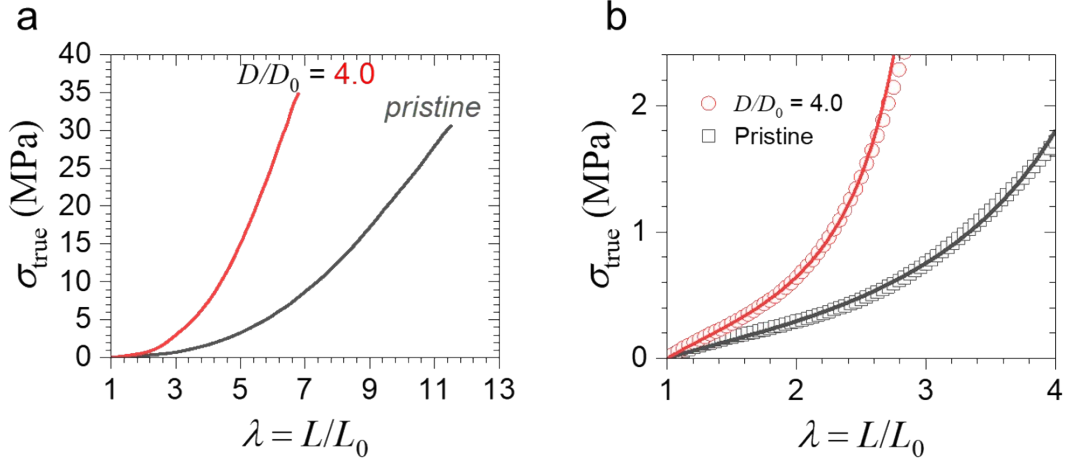 a
40
35
30
25
20
15
10
5
0
σtrue (MPa)
D/D0 = 4.0
pristine
1 3 5 7 9 11 13
λ = L/L0
b
2
1
0
σtrue (MPa)
D/D0 = 4.0
Pristine
1 2 3 4
λ = L/L0